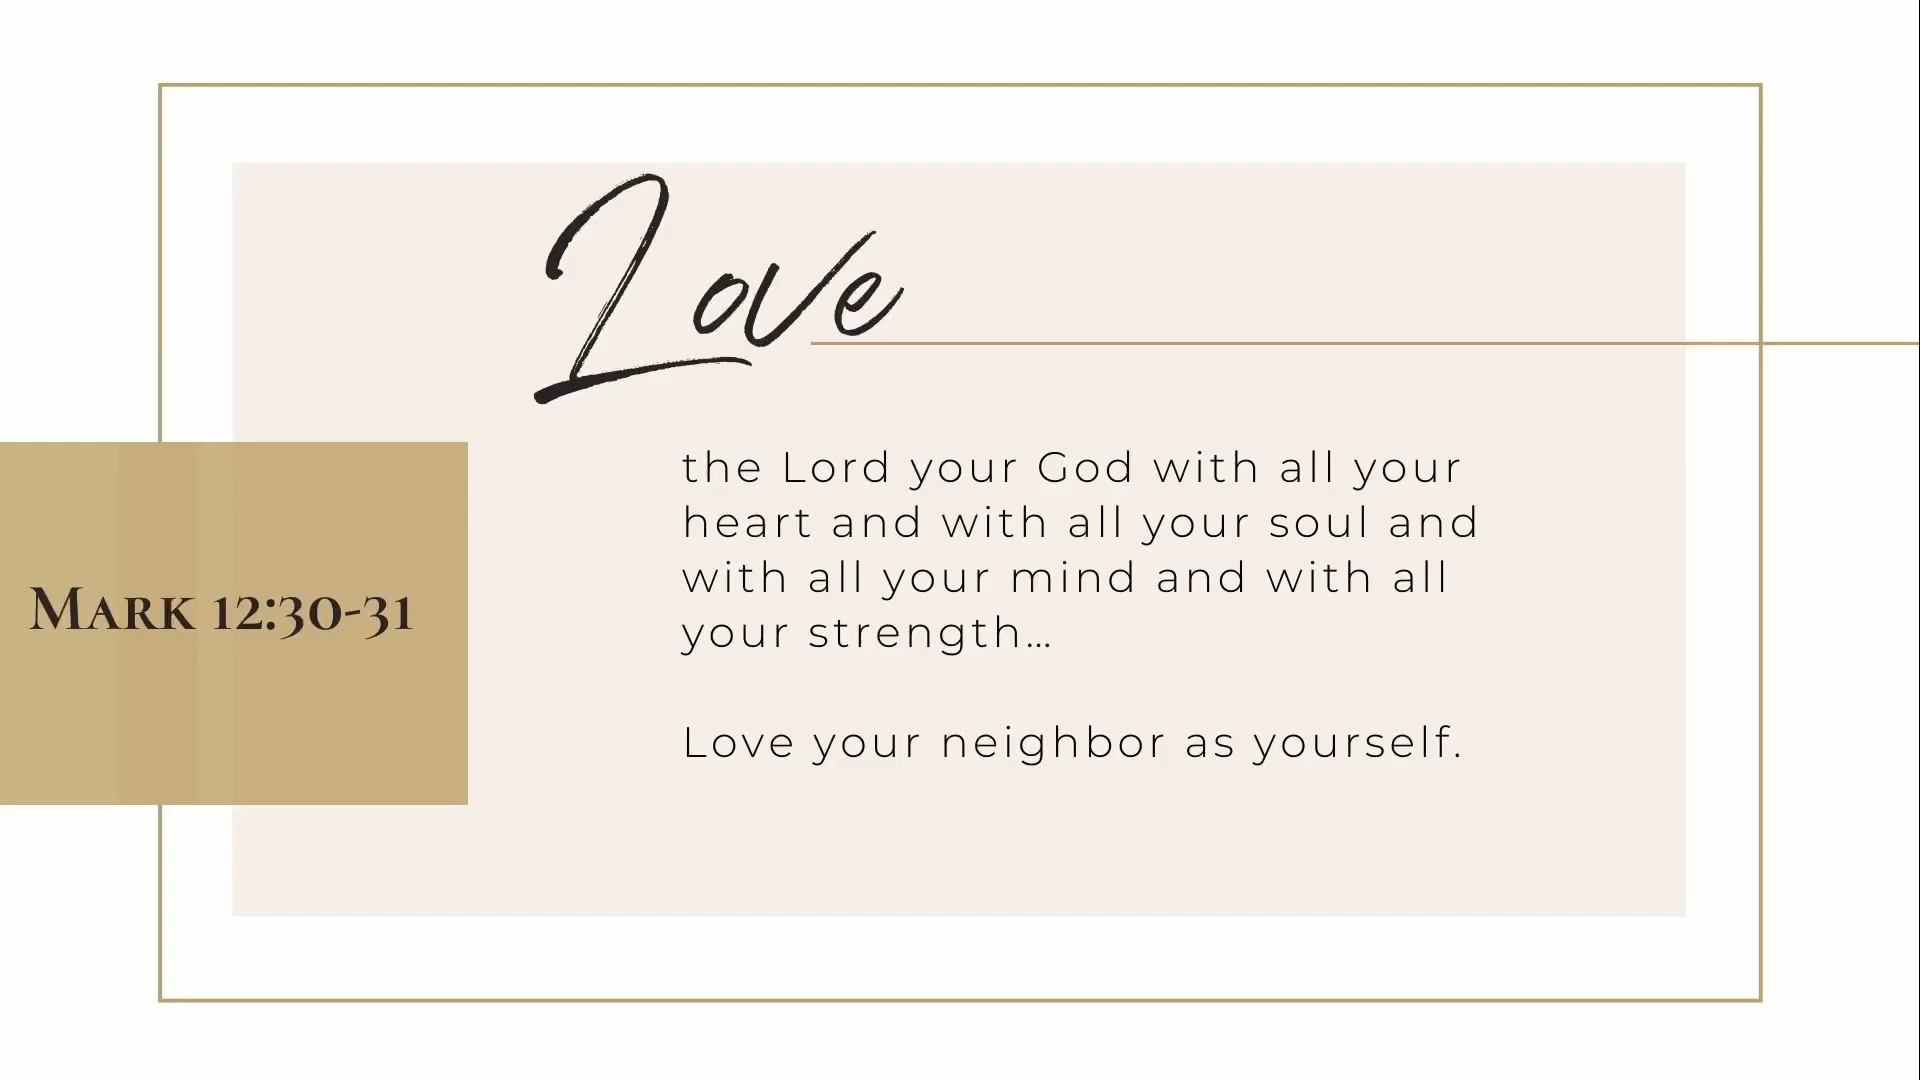 Love
the Lord your God with all your
heart and with all your soul and
with all your mind and with all
your strength...
Love your neighbor as yourself.
Mark 12:30-31